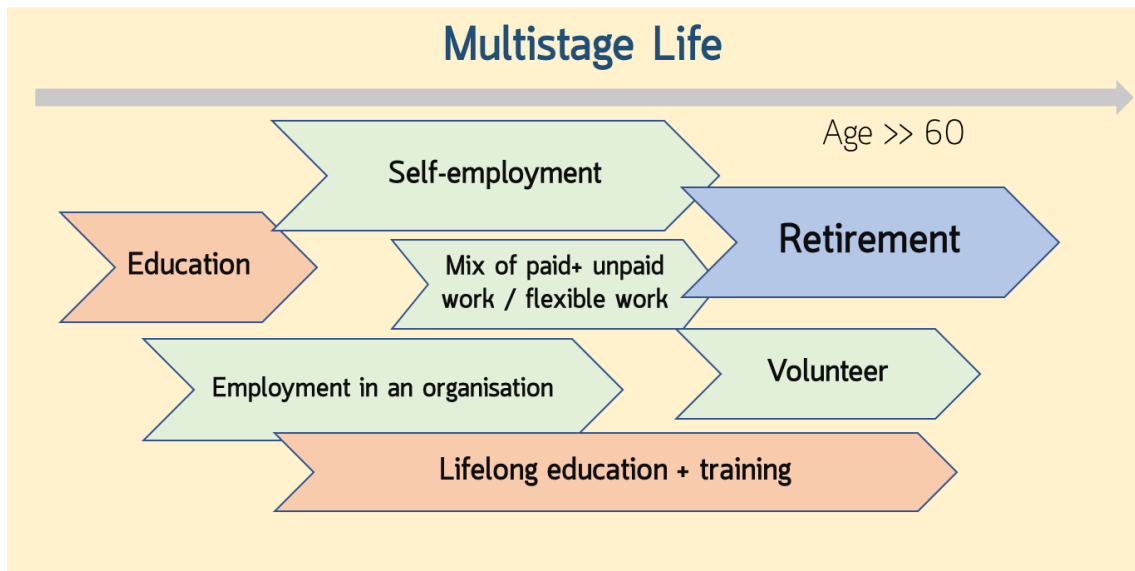 Multistage Life
Age >> 60
Self-employment
Retirement
Education
Mix of paid+ unpaid
work / flexible work
Volunteer
Employment in an organisation
Lifelong education + training